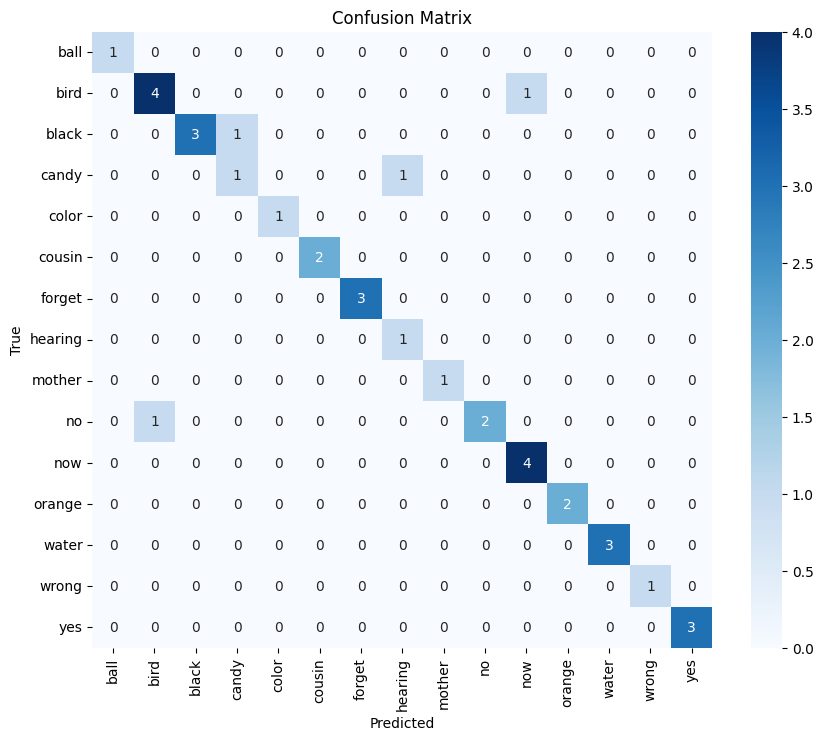 Confusion Matrix
ball 1 0 0 0 0 0 0 0 0 0 0 0 0 0 0
bird 0 4 0 0 0 0 0 0 0 0 1 0 0 0 0
black 0 0 3 1 0 0 0 0 0 0 0 0 0 0 0
candy 0 0 0 1 0 0 0 1 0 0 0 0 0 0 0
color 0 0 0 0 1 0 0 0 0 0 0 0 0 0 0
cousin 0 0 0 0 0 2 0 0 0 0 0 0 0 0 0
forget 0 0 0 0 0 0 3 0 0 0 0 0 0 0 0
hearing 0 0 0 0 0 0 0 1 0 0 0 0 0 0 0
mother 0 0 0 0 0 0 0 0 1 0 0 0 0 0 0
no 0 1 0 0 0 0 0 0 0 2 0 0 0 0 0
now 0 0 0 0 0 0 0 0 0 0 4 0 0 0 0
orange 0 0 0 0 0 0 0 0 0 0 0 2 0 0 0
water 0 0 0 0 0 0 0 0 0 0 0 0 3 0 0
wrong 0 0 0 0 0 0 0 0 0 0 0 0 0 1 0
yes 0 0 0 0 0 0 0 0 0 0 0 0 0 0 3
True
ball bird black candy color cousin forget hearing mother no now orange water wrong yes
Predicted
4.0
3.5
3.0
2.5
2.0
1.5
1.0
0.5
0.0